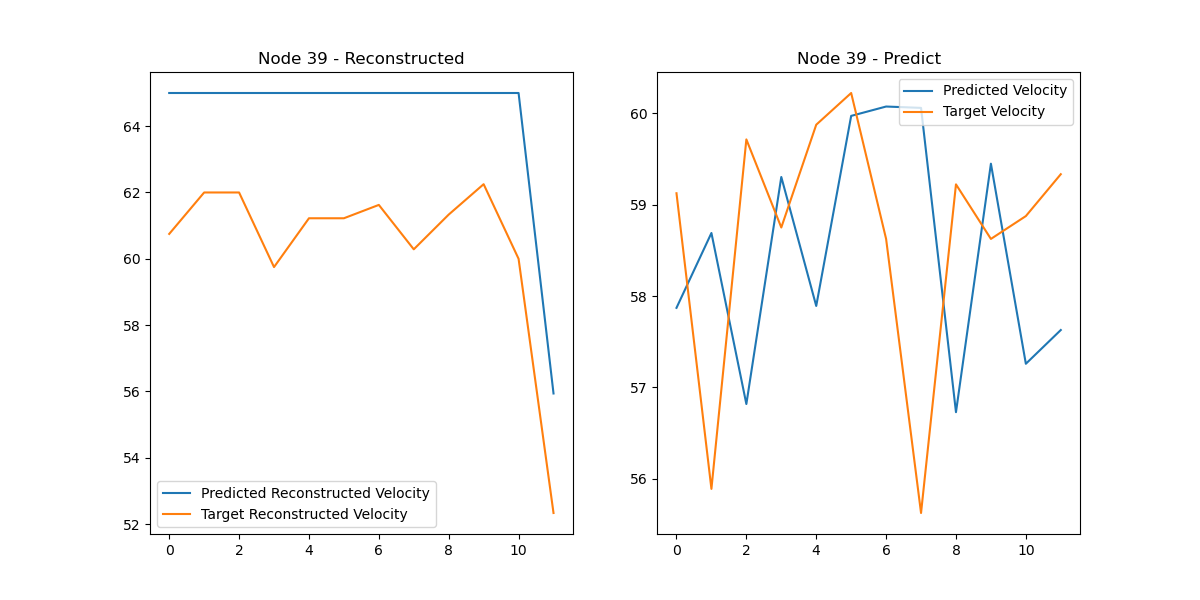 Node 39 - Reconstructed
64
62
60
58
56
54
52
0 2 4 6 8 10
Predicted Reconstructed Velocity
Target Reconstructed Velocity
Node 39 - Predict
60
59
58
57
56
0 2 4 6 8 10
Predicted Velocity
Target Velocity